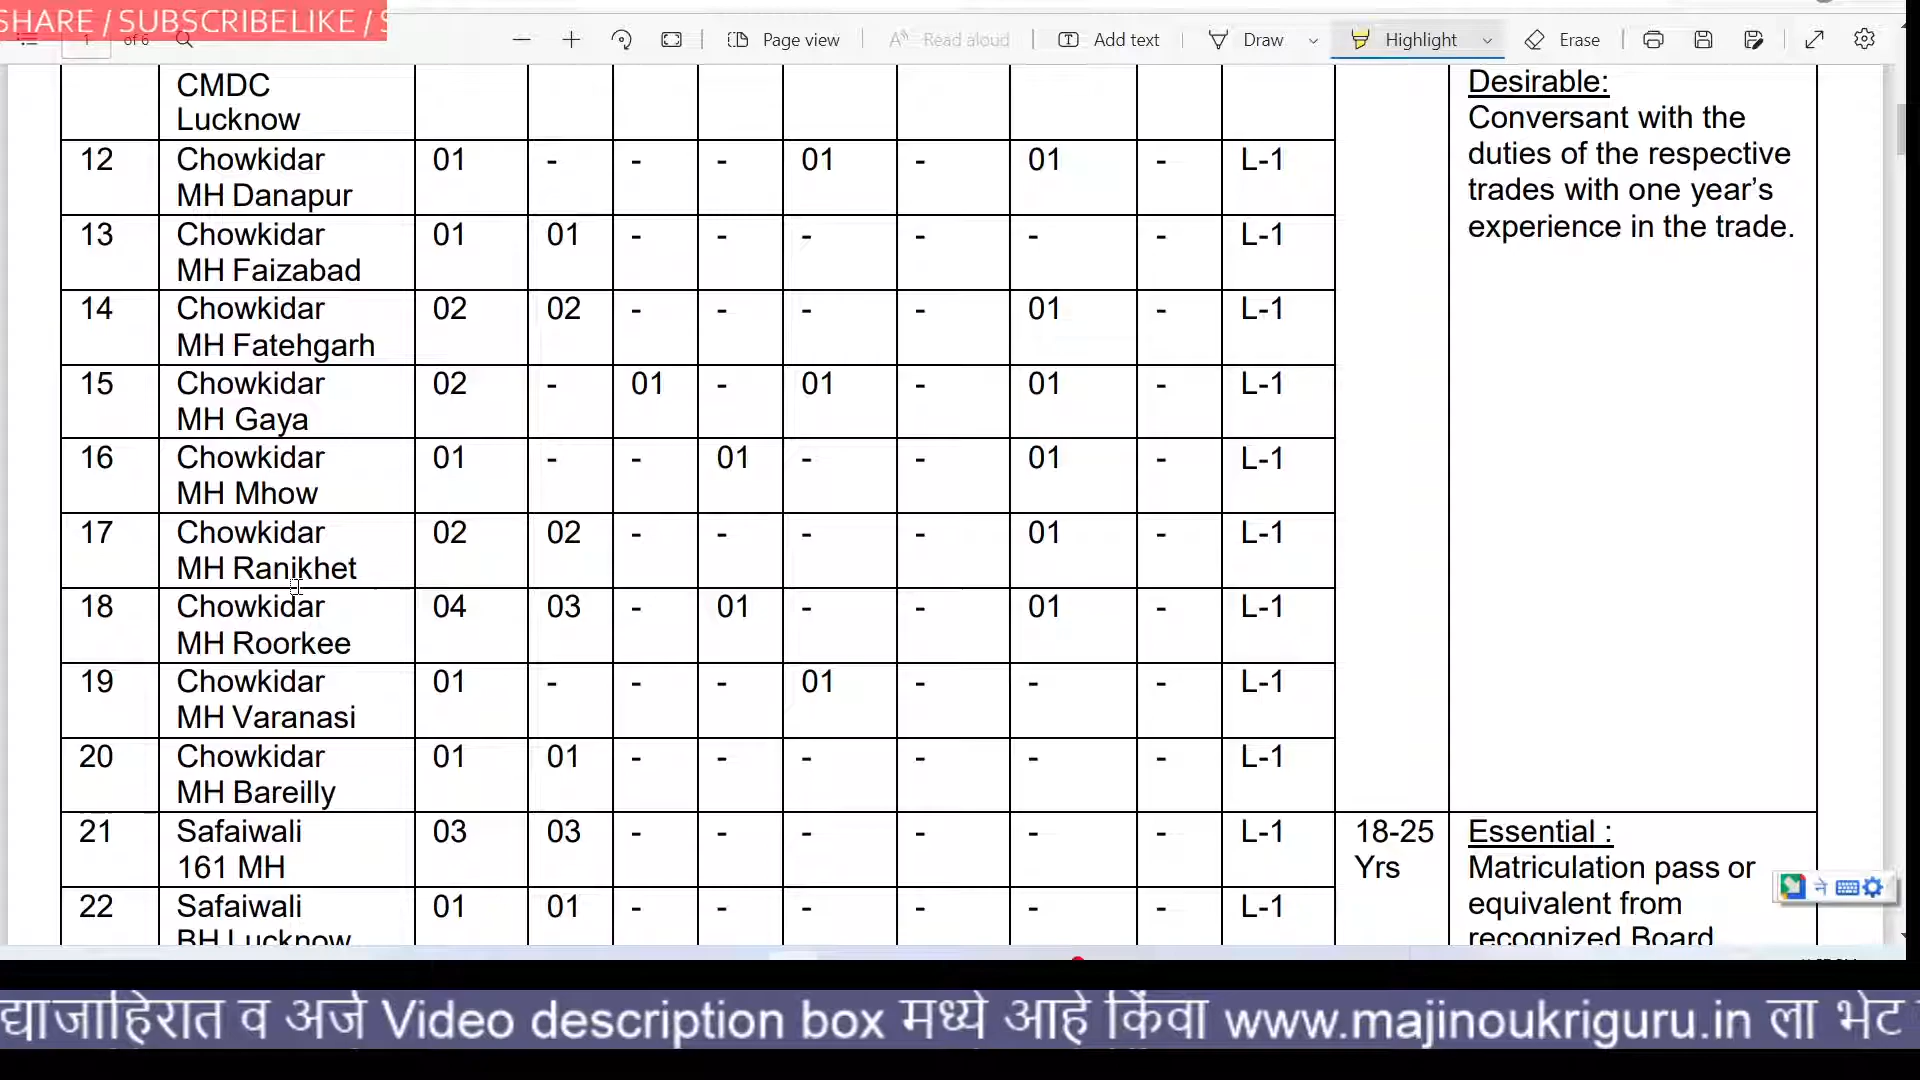 SHARE / SUBSCRIBELIKE / S
1 of 6 Page view Read aloud Add text Draw Highlight Erase
CMDC
Lucknow
Desirable:
Conversant with the
duties of the respective
trades with one year’s
experience in the trade.
12 Chowkidar 01 - - - 01 - 01 - L-1
MH Danapur
13 Chowkidar 01 01 - - - - - - L-1
MH Faizabad
14 Chowkidar 02 02 - - - - 01 - L-1
MH Fatehgarh
15 Chowkidar 02 - 01 - 01 - 01 - L-1
MH Gaya
16 Chowkidar 01 - - 01 - - 01 - L-1
MH Mhow
17 Chowkidar 02 02 - - - - 01 - L-1
MH Ranikhet
18 Chowkidar 04 03 - 01 - - 01 - L-1
MH Roorkee
19 Chowkidar 01 - - - 01 - - - L-1
MH Varanasi
20 Chowkidar 01 01 - - - - - - L-1
MH Bareilly
21 Safaiwali 03 03 - - - - - - L-1 18-25 Essential :
161 MH Yrs Matriculation pass or
22 Safaiwali 01 01 - - - - - - L-1 equivalent from
BH Lucknow recognized Board
द्याजाहिरात व अर्ज Video description box मध्ये आहे किंवा www.majinoukriguru.in ला भेट